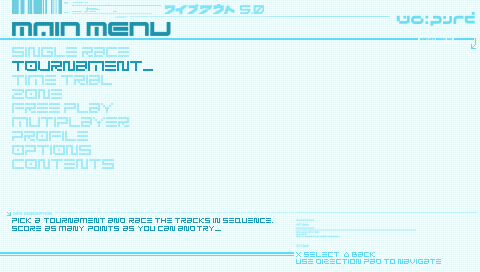 ワイプアウト 5.0
MAIN MENU
SINGLE RACE
TOURNAMENT_
TIME TRIAL
ZONE
FREE PLAY
MUTIPLAYER
PROFILE
OPTIONS
CONTENTS
PICK A TOURNAMENT AND RACE THE TRACKS IN SEQUENCE.
SCORE AS MANY POINTS AS YOU CAN AND TRY_
X SELECT △ BACK
USE DIRECTION PAD TO NAVIGATE